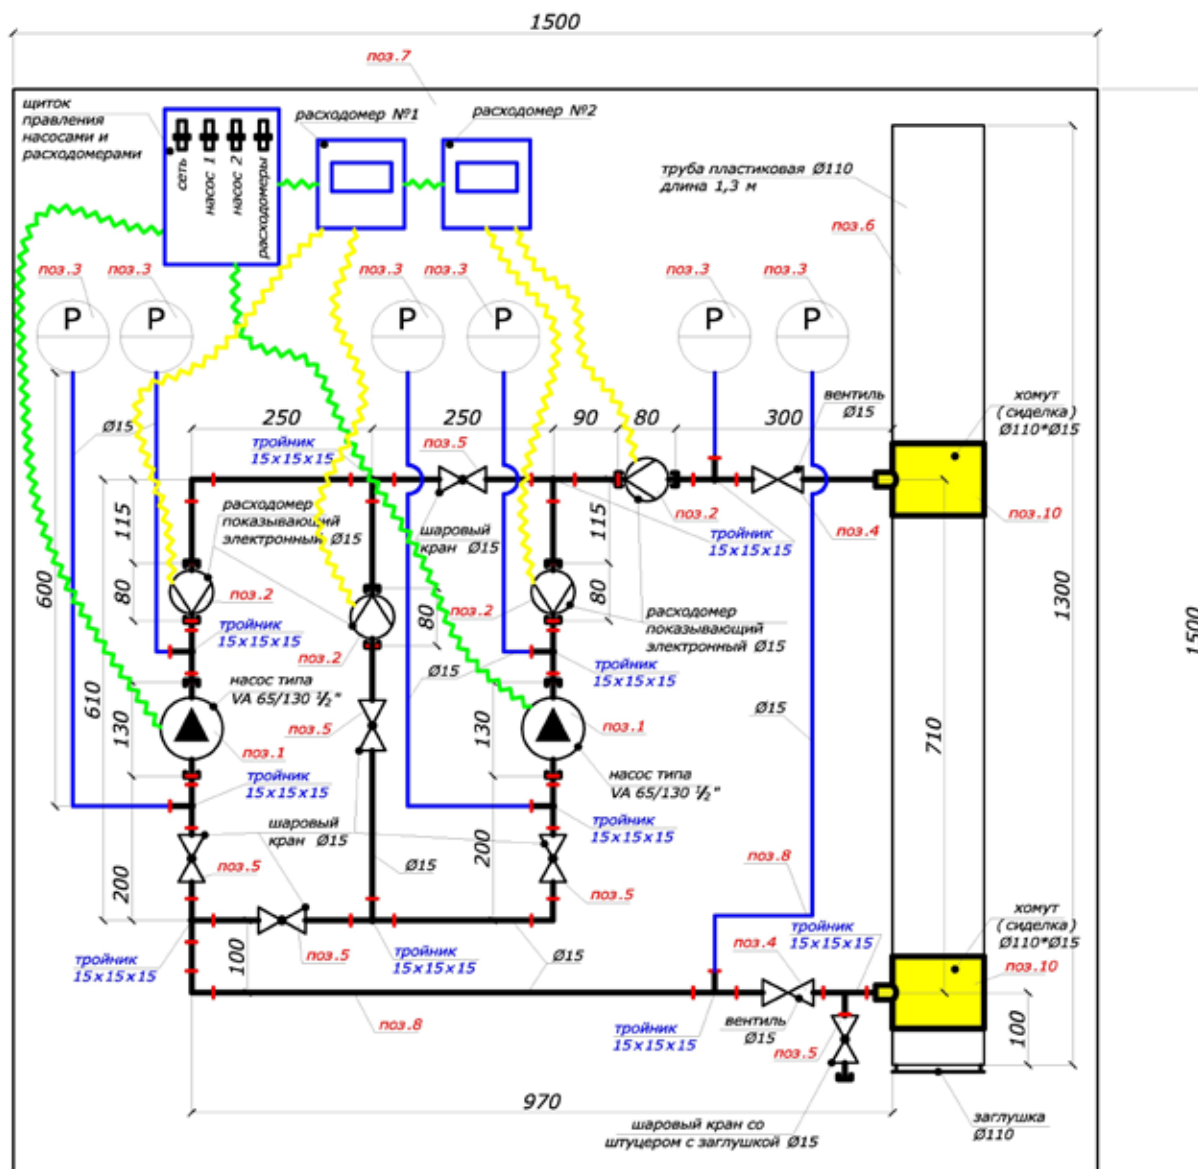 1500
поз.7
щиток
правления
насосами и
расходомерами
сеть
насос 1
насос 2
расходомеры
расходомер №1
расходомер №2
труба пластиковая Ø110
длина 1,3 м
поз.6
поз.3
поз.3
поз.3
поз.3
поз.3
поз.3
P
P
P
P
P
P
1500
1300
вентиль
Ø15
хомут
(сиделка)
Ø110*Ø15
250
250
90
80
300
Ø15
тройник
15х15х15
поз.5
расходомер
показывающий
электронный Ø15
шаровый
кран Ø15
115
115
поз.2
тройник
15х15х15
поз.4
поз.10
600
80
поз.2
80
поз.2
80
расходомер
показывающий
электронный Ø15
тройник
15х15х15
поз.2
Ø15
тройник
15х15х15
насос типа
VA 65/130 ½"
610
130
поз.1
поз.5
130
поз.1
Ø15
710
тройник
15х15х15
насос типа
VA 65/130 ½"
шаровый
кран Ø15
тройник
15х15х15
200
поз.5
Ø15
200
поз.5
поз.8
хомут
(сиделка)
Ø110*Ø15
тройник
15х15х15
100
поз.5
тройник
15х15х15
Ø15
поз.4
тройник
15х15х15
поз.10
поз.8
тройник
15х15х15
вентиль
Ø15
поз.5
100
970
шаровый кран со
штуцером с заглушкой Ø15
заглушка
Ø110